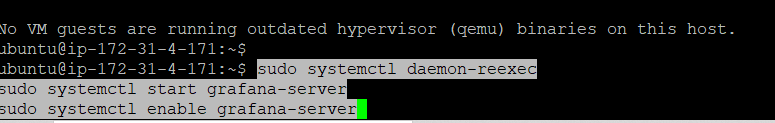 No VM guests are running outdated hypervisor (qemu) binaries on this host.
ubuntu@ip-172-31-4-171:~$
ubuntu@ip-172-31-4-171:~$ sudo systemctl daemon-reexec
sudo systemctl start grafana-server
sudo systemctl enable grafana-server